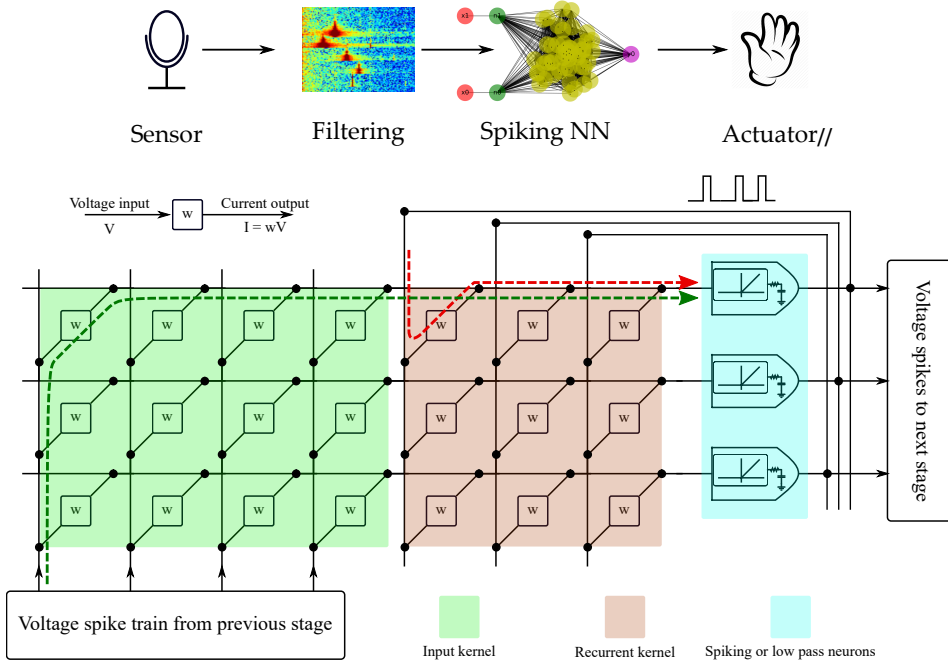 Sensor
Filtering
Spiking NN
Actuator//
Voltage input
V
w
Current output
I = wV
w w w w w w w
w w w w w w w
w w w w w w w
Voltage spikes to next stage
Voltage spike train from previous stage
Input kernel
Recurrent kernel
Spiking or low pass neurons